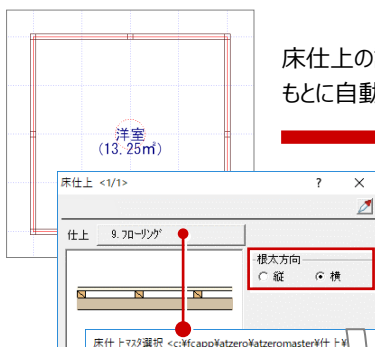 床仕上の
もとに自動
洋室
(13.25㎡)
床仕上 <1/1>
? ×
仕上 9.フローリング
根太方向
縦 横
床仕上マスタ選択 <c:¥fcapp¥atzero¥atzeromaster¥仕上¥